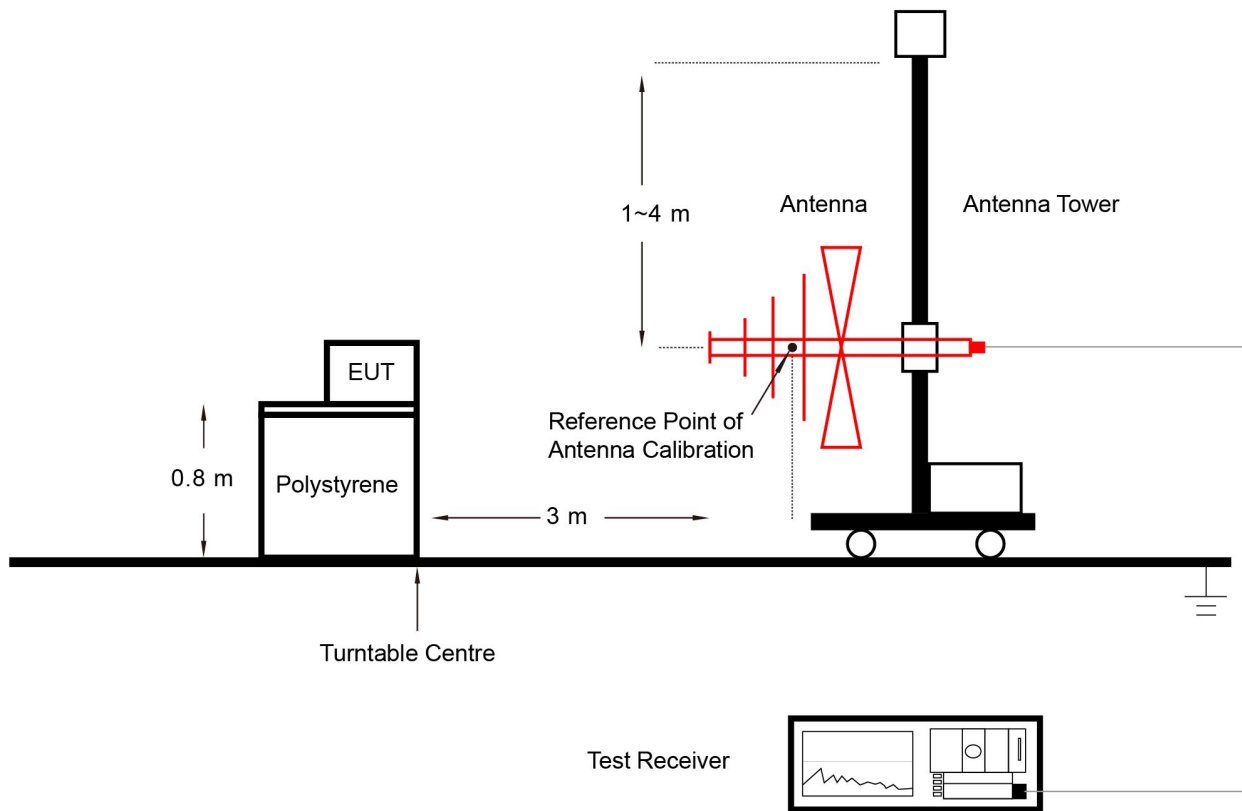 1~4 m
Antenna
Antenna Tower
EUT
Reference Point of
Antenna Calibration
0.8 m
Polystyrene
3 m
Turntable Centre
Test Receiver